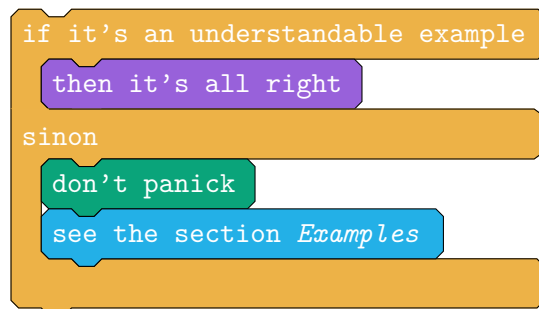 if it's an understandable example
then it's all right
sinon
don't panick
see the section Examples